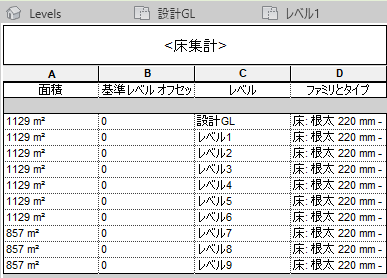 Levels 設計GL レベル1
<床集計>
A B C D
面積 基準レベル オフセッ レベル ファミリとタイプ
1129 m² 0 設計GL 床: 根太 220 mm -
1129 m² 0 レベル1 床: 根太 220 mm -
1129 m² 0 レベル2 床: 根太 220 mm -
1129 m² 0 レベル3 床: 根太 220 mm -
1129 m² 0 レベル4 床: 根太 220 mm -
1129 m² 0 レベル5 床: 根太 220 mm -
1129 m² 0 レベル6 床: 根太 220 mm -
857 m² 0 レベル7 床: 根太 220 mm -
857 m² 0 レベル8 床: 根太 220 mm -
857 m² 0 レベル9 床: 根太 220 mm -